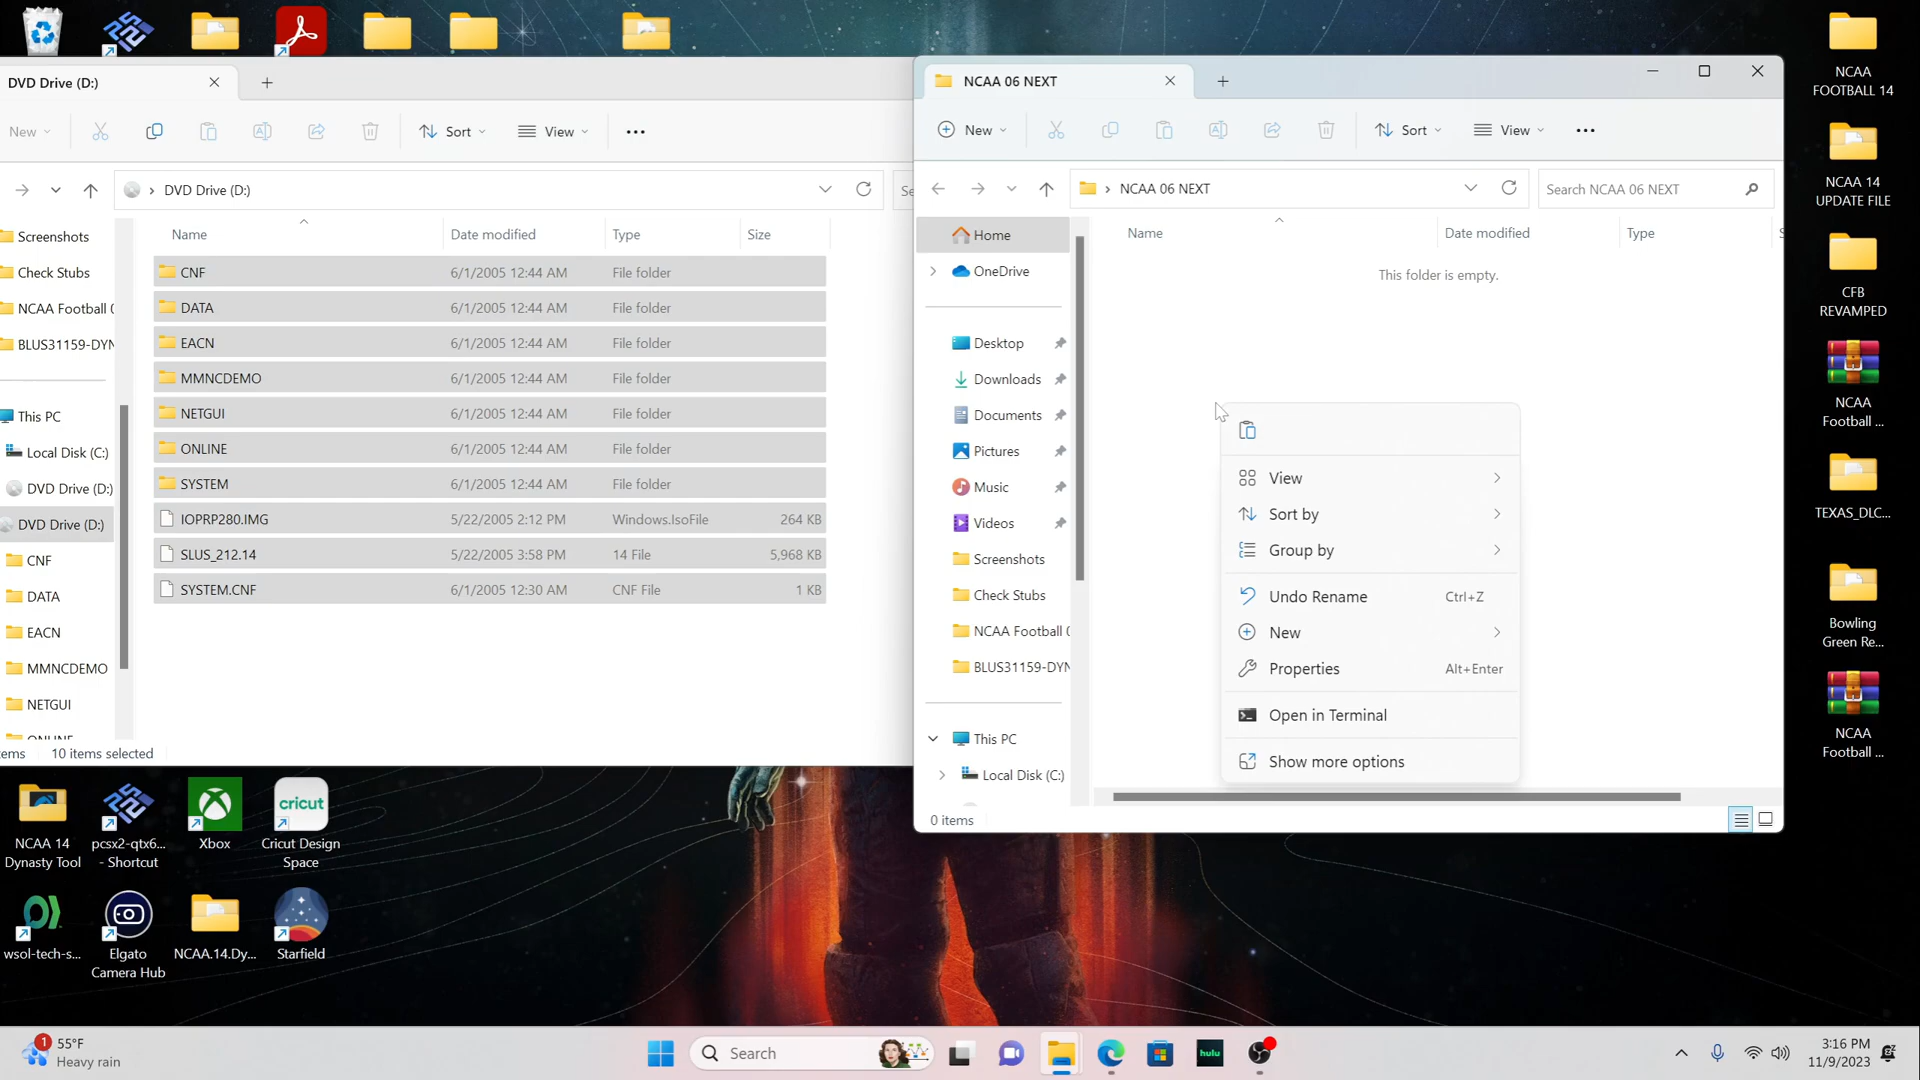 DVD Drive (D:)
New
Sort
View
DVD Drive (D:)
Se
Name
Date modified
Type
Size
Screenshots
Check Stubs
NCAA Football 0
BLUS31159-DYN
This PC
Local Disk (C:)
DVD Drive (D:)
DVD Drive (D:)
CNF
DATA
EACN
MMNCDEMO
NETGUI
ONLINE
CNF 6/1/2005 12:44 AM File folder
DATA 6/1/2005 12:44 AM File folder
EACN 6/1/2005 12:44 AM File folder
MMNCDEMO 6/1/2005 12:44 AM File folder
NETGUI 6/1/2005 12:44 AM File folder
ONLINE 6/1/2005 12:44 AM File folder
SYSTEM 6/1/2005 12:44 AM File folder
IOPRP280.IMG 5/22/2005 2:12 PM Windows.IsoFile 264 KB
SLUS_212.14 5/22/2005 3:58 PM 14 File 5,968 KB
SYSTEM.CNF 6/1/2005 12:30 AM CNF File 1 KB
ems 10 items selected
NCAA 06 NEXT
New
Sort
View
NCAA 06 NEXT
Search NCAA 06 NEXT
Home
OneDrive
Desktop
Downloads
Documents
Pictures
Music
Videos
Screenshots
Check Stubs
NCAA Football 0
BLUS31159-DYN
This PC
Local Disk (C:)
Name
Date modified
Type
S
This folder is empty.
View
Sort by
Group by
Undo Rename Ctrl+Z
New
Properties Alt+Enter
Open in Terminal
Show more options
0 items
NCAA
FOOTBALL 14
NCAA 14
UPDATE FILE
CFB
REVAMPED
NCAA
Football ...
TEXAS_DLC...
Bowling
Green Re...
NCAA
Football ...
NCAA 14
Dynasty Tool
pcsx2-qtx6...
- Shortcut
Xbox
cricut
Cricut Design
Space
wsol-tech-s...
Elgato
Camera Hub
NCAA.14.Dy...
Starfield
1
55°F
Heavy rain
Search
hulu
3:16 PM
11/9/2023